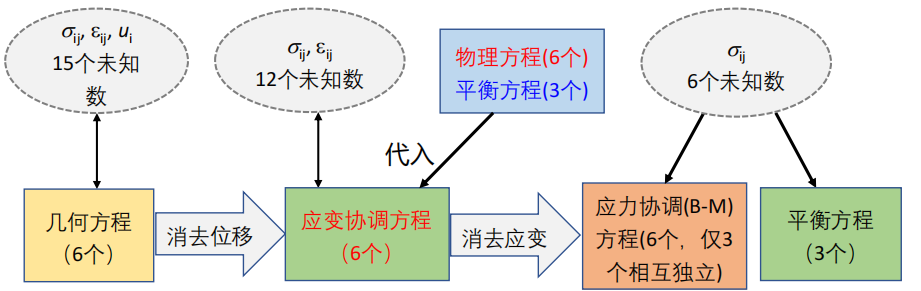 σij, εij, ui
15个未知
数
σij, εij
12个未知数
物理方程(6个)
平衡方程(3个)
σij
6个未知数
代入
几何方程
（6个）
消去位移
应变协调方程
（6个）
消去应变
应力协调(B-M)
方程(6个，仅3
个相互独立)
平衡方程
（3个）